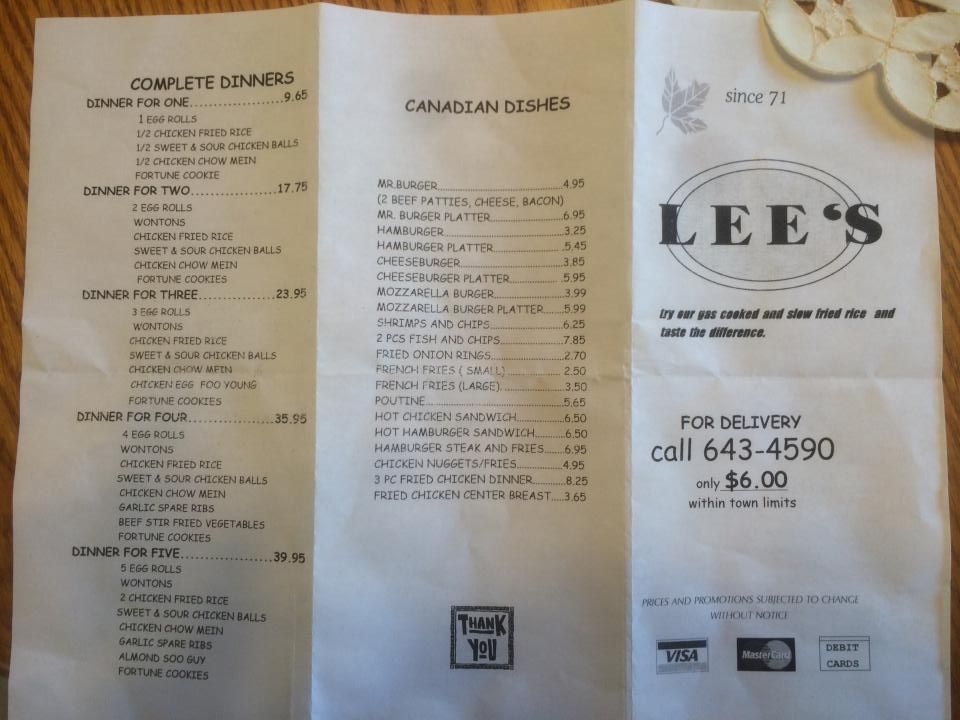 COMPLETE DINNERS
DINNER FOR ONE......................9.65
1 EGG ROLLS
1/2 CHICKEN FRIED RICE
1/2 SWEET & SOUR CHICKEN BALLS
1/2 CHICKEN CHOW MEIN
FORTUNE COOKIE
DINNER FOR TWO....................17.75
2 EGG ROLLS
WONTONS
CHICKEN FRIED RICE
SWEET & SOUR CHICKEN BALLS
CHICKEN CHOW MEIN
FORTUNE COOKIES
DINNER FOR THREE..................23.95
3 EGG ROLLS
WONTONS
CHICKEN FRIED RICE
SWEET & SOUR CHICKEN BALLS
CHICKEN CHOW MEIN
CHICKEN EGG FOO YOUNG
FORTUNE COOKIES
DINNER FOR FOUR....................35.95
4 EGG ROLLS
WONTONS
CHICKEN FRIED RICE
SWEET & SOUR CHICKEN BALLS
CHICKEN CHOW MEIN
GARLIC SPARE RIBS
BEEF STIR FRIED VEGETABLES
FORTUNE COOKIES
DINNER FOR FIVE.....................39.95
5 EGG ROLLS
WONTONS
2 CHICKEN FRIED RICE
SWEET & SOUR CHICKEN BALLS
CHICKEN CHOW MEIN
GARLIC SPARE RIBS
ALMOND SOO GUY
FORTUNE COOKIES
CANADIAN DISHES
MR.BURGER......................................4.95
(2 BEEF PATTIES, CHEESE, BACON)
MR. BURGER PLATTER......................6.95
HAMBURGER....................................3.25
HAMBURGER PLATTER.................... .5.45
CHEESEBURGER...............................3.85
CHEESEBURGER PLATTER............... .5.95
MOZZARELLA BURGER....................3.99
MOZZARELLA BURGER PLATTER......5.99
SHRIMPS AND CHIPS......................6.25
2 PCS FISH AND CHIPS...................7.85
FRIED ONION RINGS......................2.70
FRENCH FRIES ( SMALL).................. 2.50
FRENCH FRIES (LARGE). ..................3.50
POUTINE.........................................5.65
HOT CHICKEN SANDWICH..............6.50
HOT HAMBURGER SANDWICH.........6.50
HAMBURGER STEAK AND FRIES......6.95
CHICKEN NUGGETS/FRIES..............4.95
3 PC FRIED CHICKEN DINNER.........8.25
FRIED CHICKEN CENTER BREAST....3.65
THANK
YOU
since 71
LEE‘S
try our gas cooked and slow fried rice and
taste the difference.
FOR DELIVERY
call 643-4590
only $6.00
within town limits
PRICES AND PROMOTIONS SUBJECTED TO CHANGE
WITHOUT NOTICE
VISA
MasterCard
DEBIT
CARDS